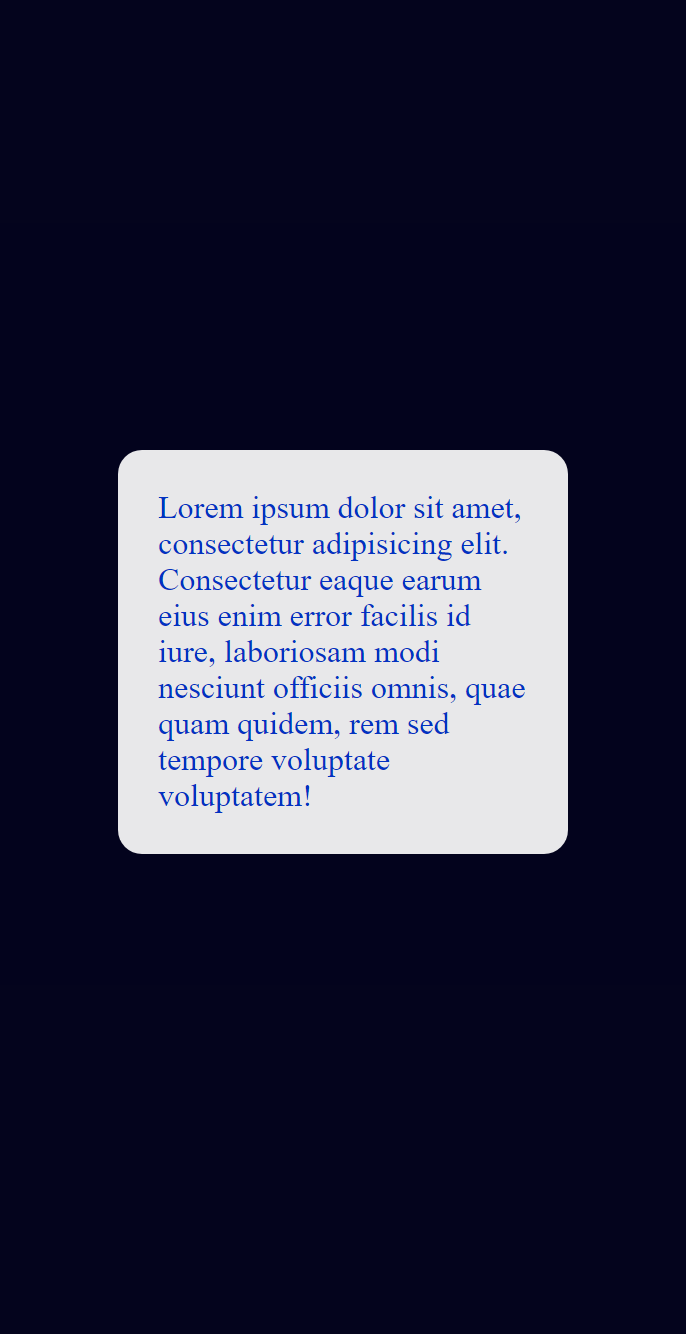 Lorem ipsum dolor sit amet,
consectetur adipisicing elit.
Consectetur eaque earum
eius enim error facilis id
iure, laboriosam modi
nesciunt officiis omnis, quae
quam quidem, rem sed
tempore voluptate
voluptatem!